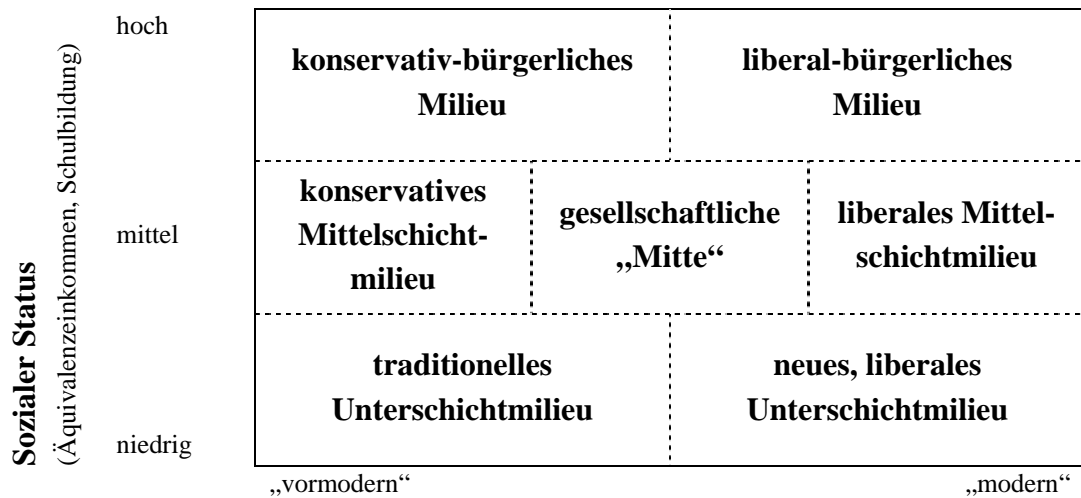 Sozialer Status
(Äquivalenzeinkommen, Schulbildung)
hoch
konservativ-bürgerliches
Milieu
liberal-bürgerliches
Milieu
mittel
konservatives
Mittelschicht-
milieu
gesellschaftliche
„Mitte“
liberales Mittel-
schichtmilieu
niedrig
traditionelles
Unterschichtmilieu
neues, liberales
Unterschichtmilieu
„vormodern“
„modern“